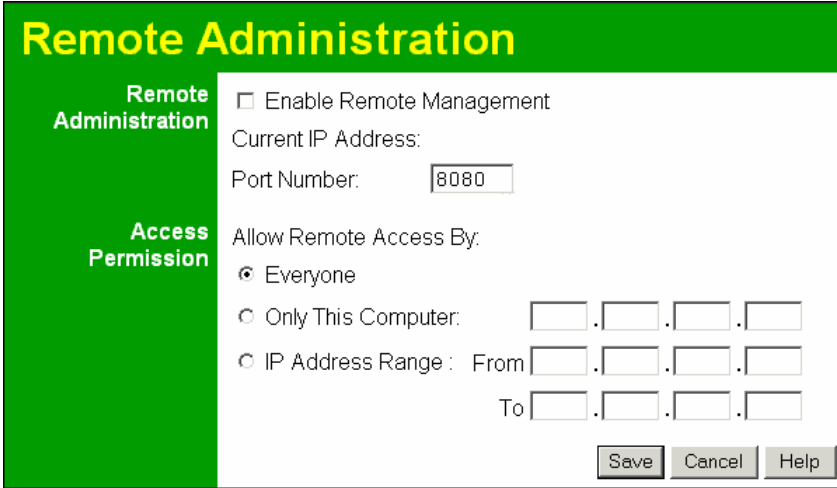 Remote Administration
Remote Administration
Enable Remote Management
Current IP Address:
Port Number: 8080
Access Permission
Allow Remote Access By:
Everyone
Only This Computer: . . .
IP Address Range : From . . .
To . . .
Save Cancel Help